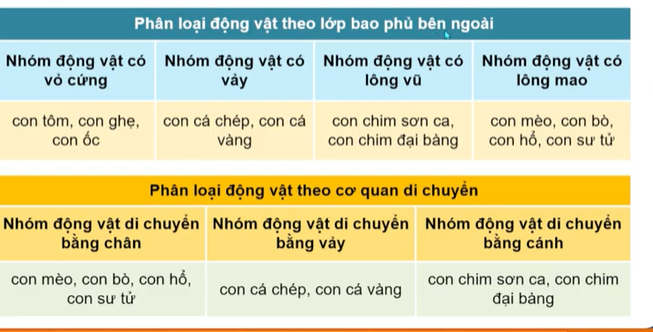 Phân loại động vật theo lớp bao phủ bên ngoài
Nhóm động vật có
vỏ cứng
Nhóm động vật có
vảy
Nhóm động vật có
lông vũ
Nhóm động vật có
lông mao
con tôm, con ghẹ,
con ốc
con cá chép, con cá
vàng
con chim sơn ca,
con chim đại bàng
con mèo, con bò,
con hổ, con sư tử
Phân loại động vật theo cơ quan di chuyển
Nhóm động vật di chuyển
bằng chân
Nhóm động vật di chuyển
bằng vảy
Nhóm động vật di chuyển
bằng cánh
con mèo, con bò, con hổ,
con sư tử
con cá chép, con cá vàng
con chim sơn ca, con chim
đại bàng